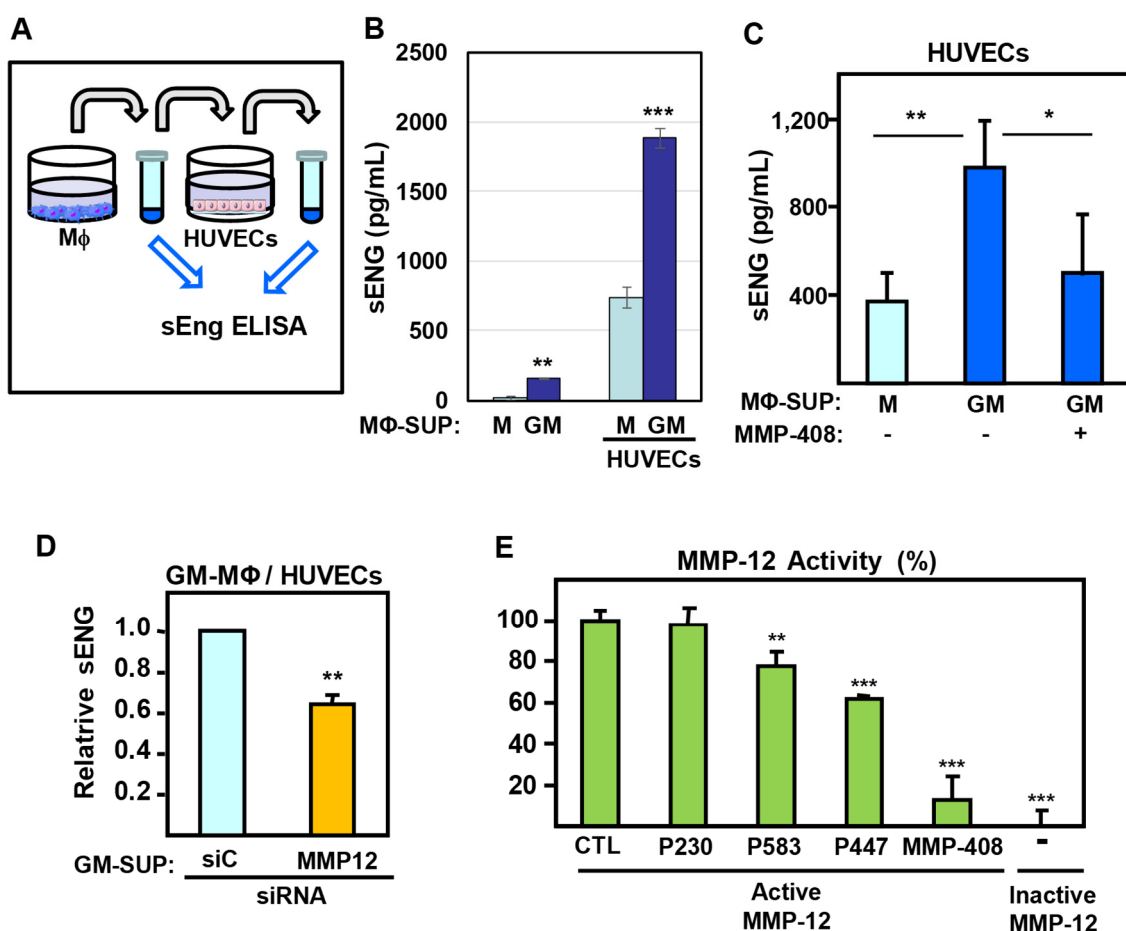 A
Mϕ
HUVECs
sEng ELISA
B
sENG (pg/mL)
2500
2000
1500
1000
500
0
**
***
MΦ-SUP: M GM M GM
HUVECs
C
HUVECs
sENG (pg/mL)
1,200
800
400
**
*
MΦ-SUP: M GM GM
MMP-408: - - +
D
GM-MΦ / HUVECs
Relatrive sENG
1.0
0.8
0.6
0.4
0.2
**
GM-SUP: siC MMP12
siRNA
E
MMP-12 Activity (%)
100
80
60
40
20
**
***
***
***
CTL P230 P583 P447 MMP-408 -
Active
MMP-12
Inactive
MMP-12